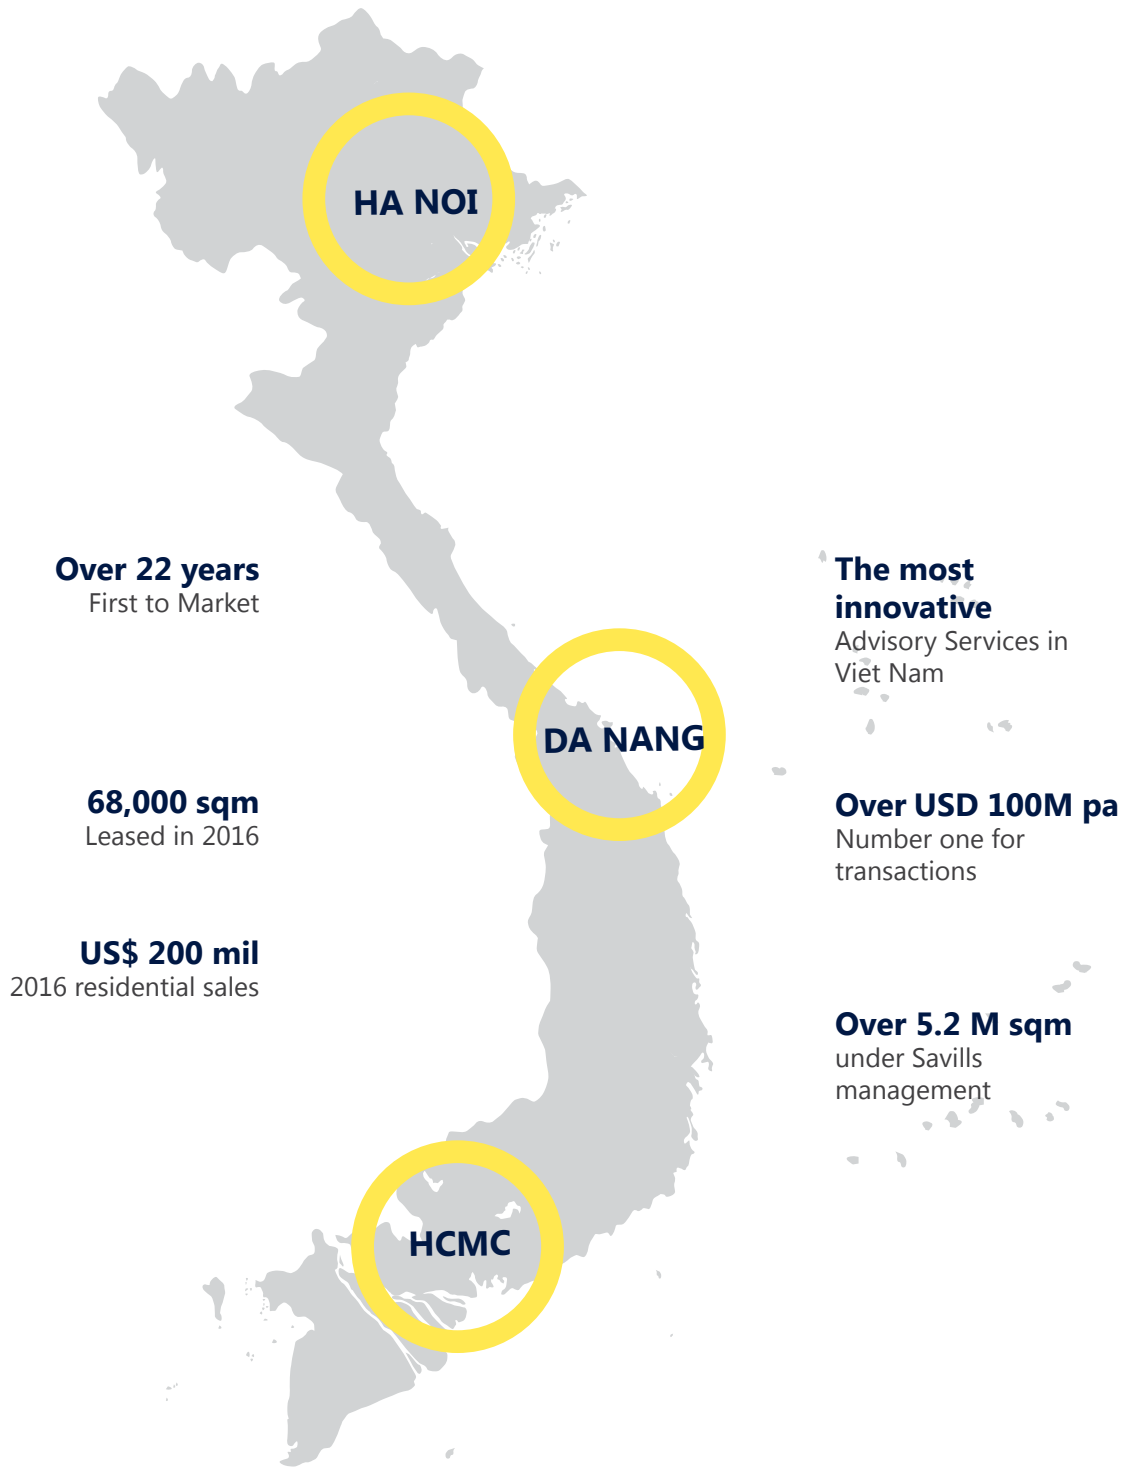 HA NOI
Over 22 years
First to Market
The most
innovative
Advisory Services in
Viet Nam
DA NANG
68,000 sqm
Leased in 2016
Over USD 100M pa
Number one for
transactions
US$ 200 mil
2016 residential sales
Over 5.2 M sqm
under Savills
management
HCMC